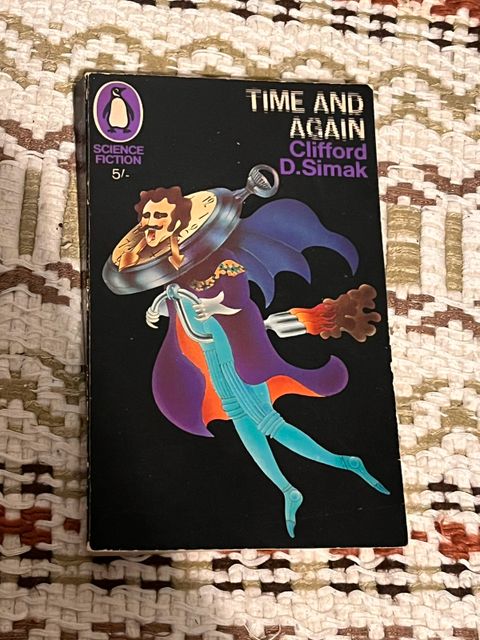 SCIENCE
FICTION
5/-
TIME AND
AGAIN
Clifford
D.Simak